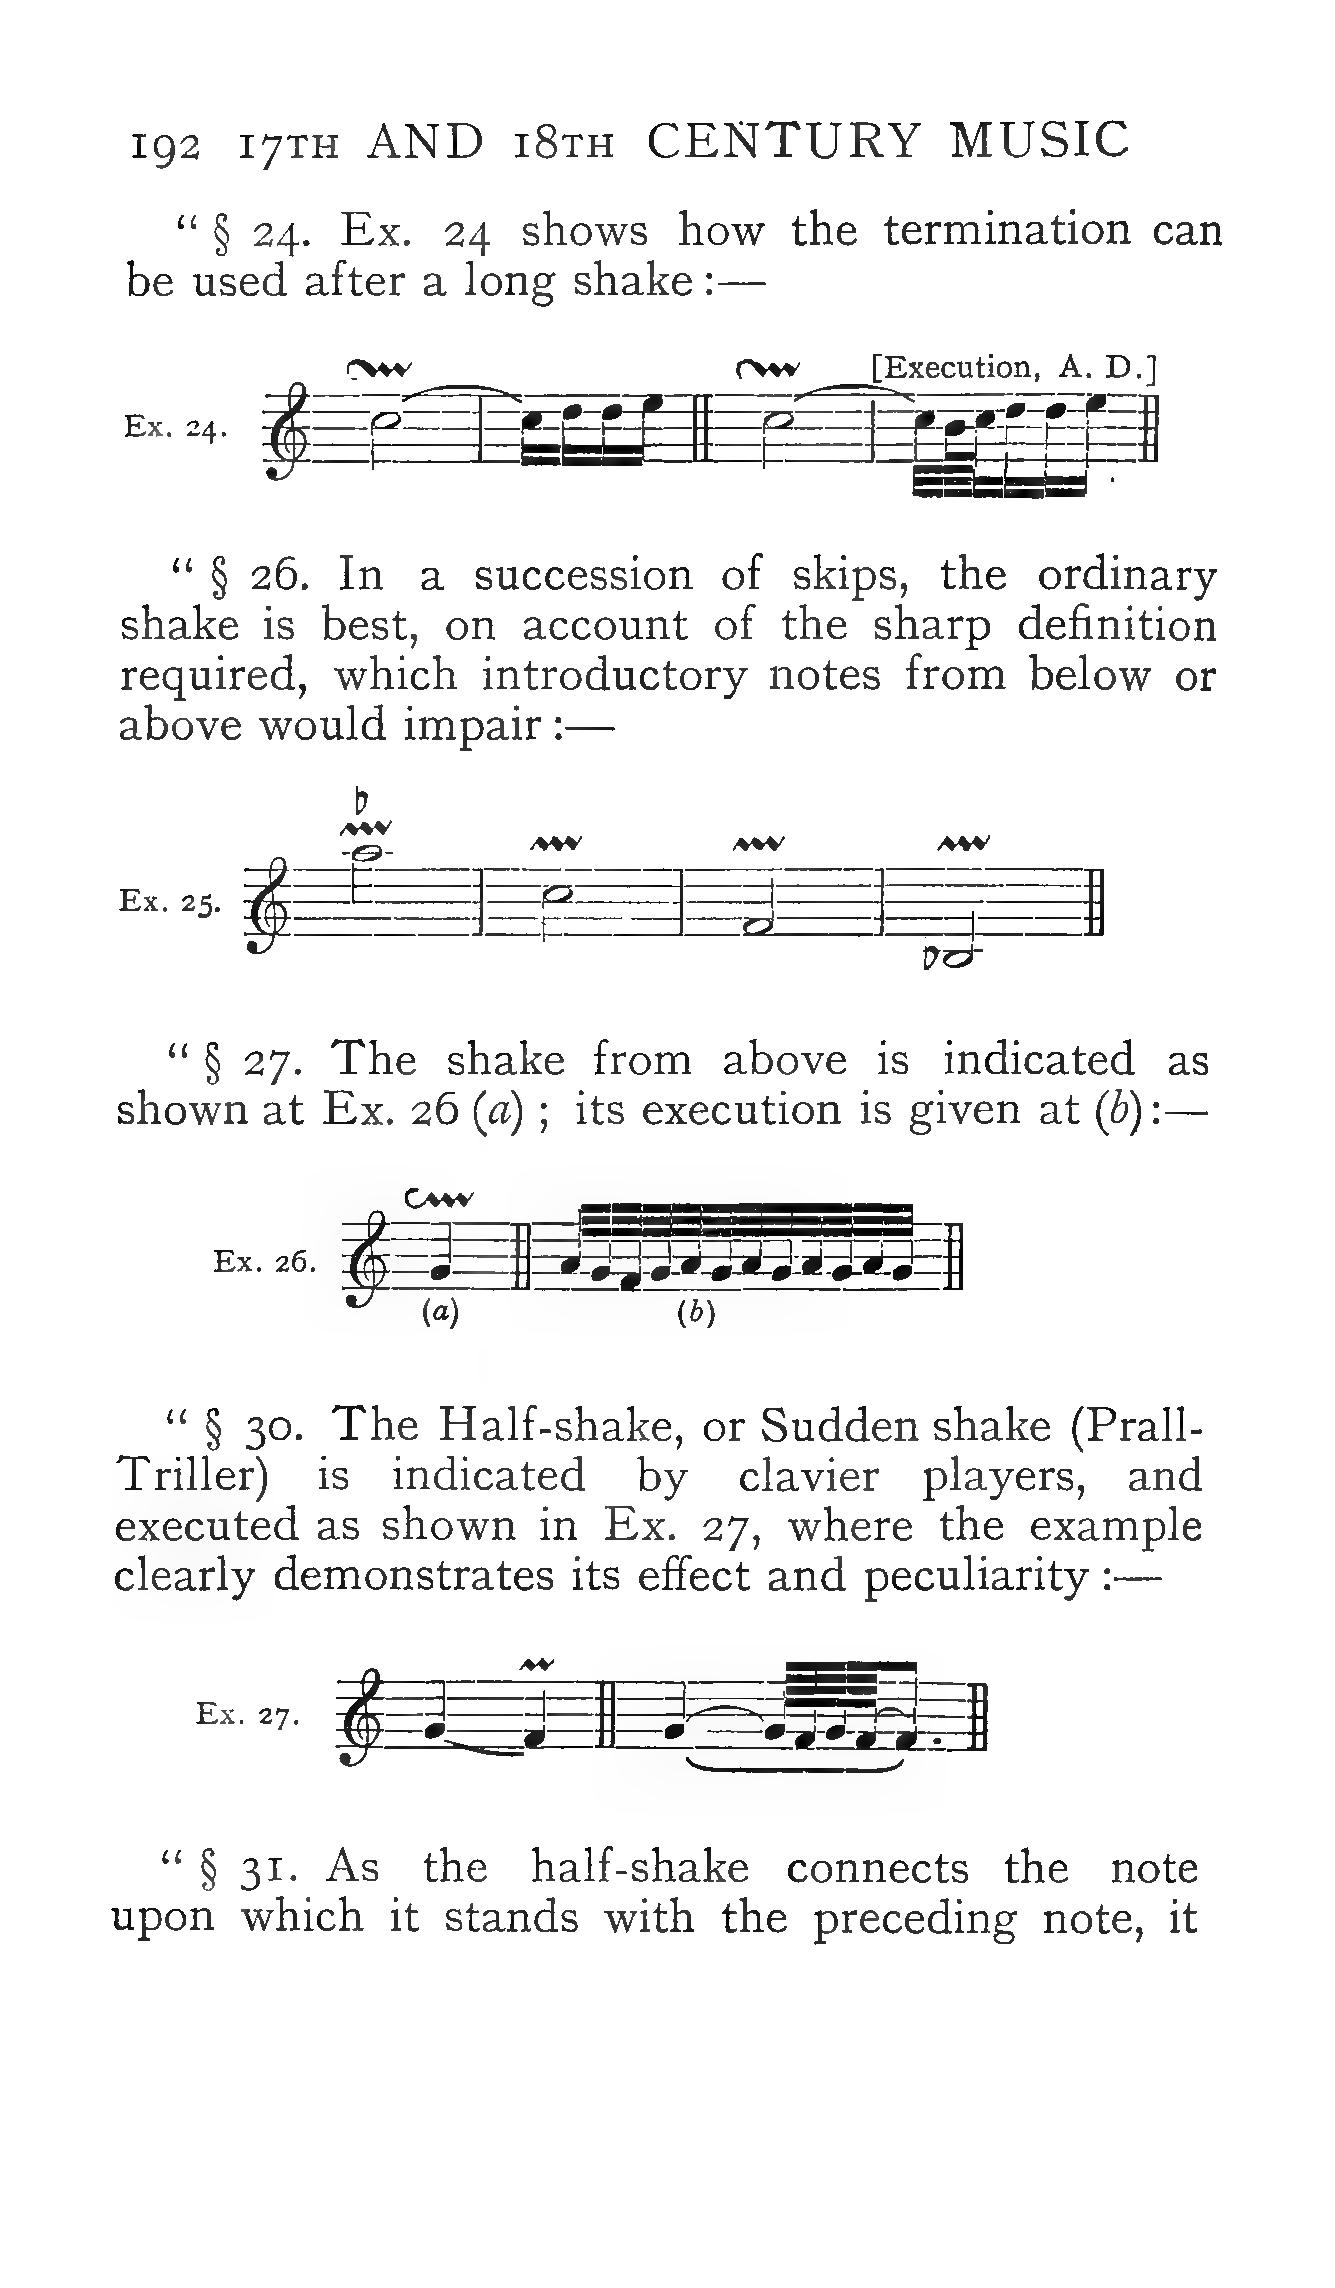 192 17TH AND 18TH CENTURY MUSIC
“ § 24. Ex. 24 shows how the termination can
be used after a long shake :—
[Execution, A. D.]
Ex. 24.
“ § 26. In a succession of skips, the ordinary
shake is best, on account of the sharp definition
required, which introductory notes from below or
above would impair :—
Ex. 25.
“ § 27. The shake from above is indicated as
shown at Ex. 26 (a) ; its execution is given at (b) :—
Ex. 26.
(a) (b)
“ § 30. The Half-shake, or Sudden shake (Prall-
Triller) is indicated by clavier players, and
executed as shown in Ex. 27, where the example
clearly demonstrates its effect and peculiarity :—
Ex. 27.
“ § 31. As the half-shake connects the note
upon which it stands with the preceding note, it